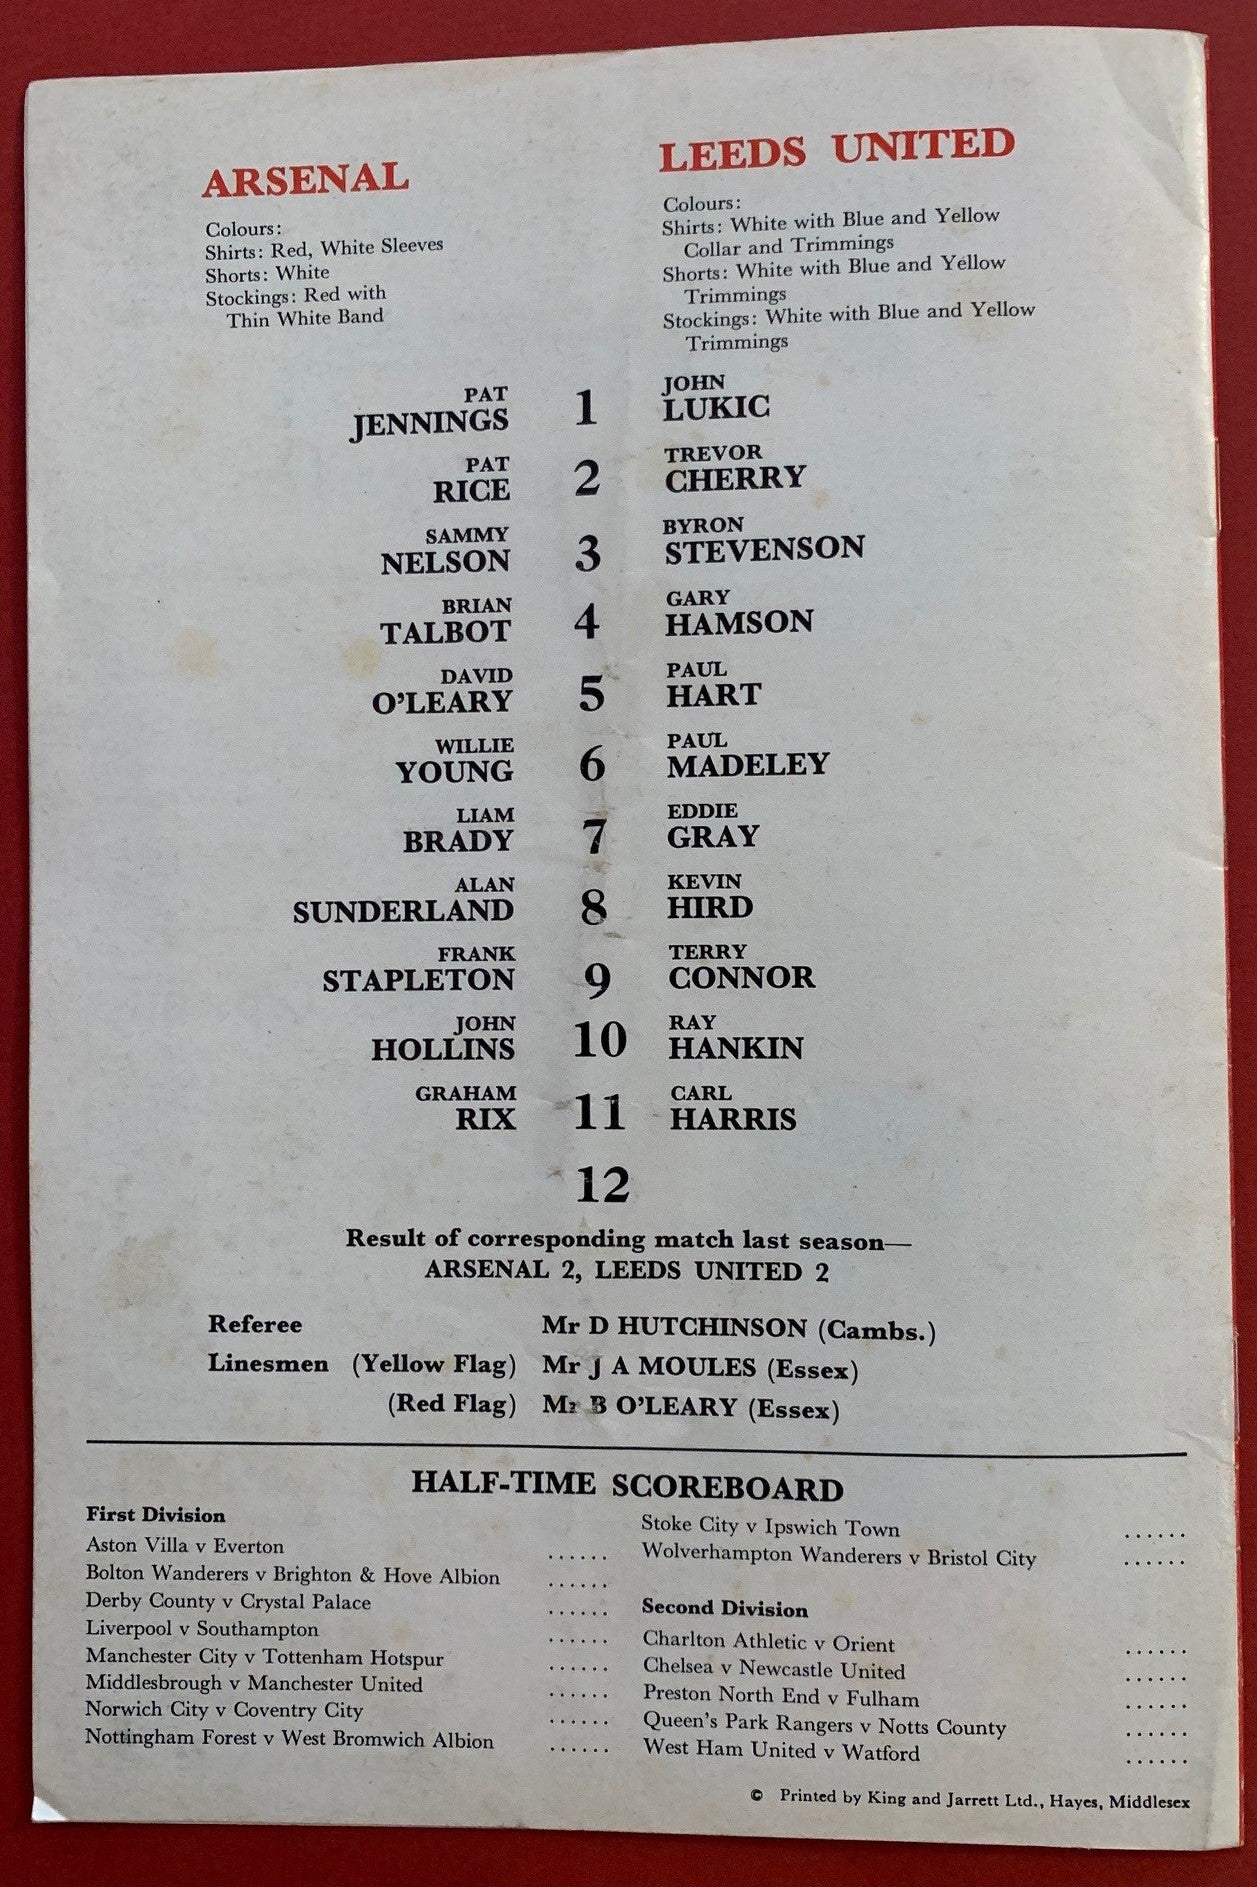 ARSENAL
Colours:
Shirts: Red, White Sleeves
Shorts: White
Stockings: Red with
Thin White Band
LEEDS UNITED
Colours:
Shirts: White with Blue and Yellow
Collar and Trimmings
Shorts: White with Blue and Yellow
Trimmings
Stockings: White with Blue and Yellow
Trimmings
PAT
JENNINGS 1 JOHN
LUKIC
PAT
RICE 2 TREVOR
CHERRY
SAMMY
NELSON 3 BYRON
STEVENSON
BRIAN
TALBOT 4 GARY
HAMSON
DAVID
O'LEARY 5 PAUL
HART
WILLIE
YOUNG 6 PAUL
MADELEY
LIAM
BRADY 7 EDDIE
GRAY
ALAN
SUNDERLAND 8 KEVIN
HIRD
FRANK
STAPLETON 9 TERRY
CONNOR
JOHN
HOLLINS 10 RAY
HANKIN
GRAHAM
RIX 11 CARL
HARRIS
12
Result of corresponding match last season—
ARSENAL 2, LEEDS UNITED 2
Referee Mr D HUTCHINSON (Cambs.)
Linesmen (Yellow Flag) Mr J A MOULES (Essex)
(Red Flag) Mr B O'LEARY (Essex)
HALF-TIME SCOREBOARD
First Division
Aston Villa v Everton ......
Bolton Wanderers v Brighton & Hove Albion ......
Derby County v Crystal Palace ......
Liverpool v Southampton ......
Manchester City v Tottenham Hotspur ......
Middlesbrough v Manchester United ......
Norwich City v Coventry City ......
Nottingham Forest v West Bromwich Albion ......
Stoke City v Ipswich Town ......
Wolverhampton Wanderers v Bristol City ......
Second Division
Charlton Athletic v Orient ......
Chelsea v Newcastle United ......
Preston North End v Fulham ......
Queen's Park Rangers v Notts County ......
West Ham United v Watford ......
© Printed by King and Jarrett Ltd., Hayes, Middlesex